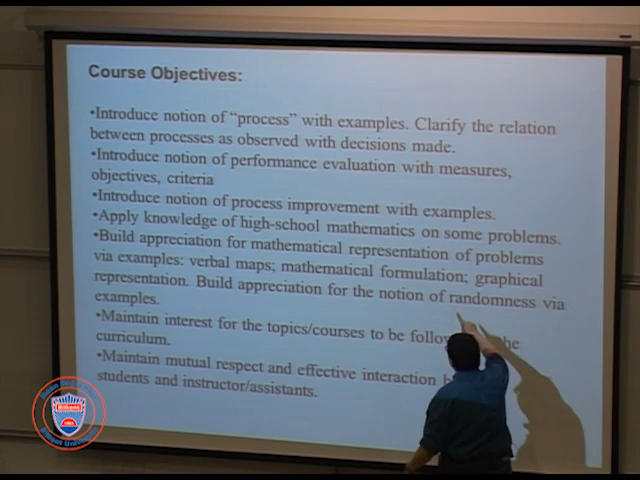 Course Objectives:
•Introduce notion of "process" with examples. Clarify the relation
between processes as observed with decisions made.
•Introduce notion of performance evaluation with measures,
objectives, criteria
•Introduce notion of process improvement with examples.
•Apply knowledge of high-school mathematics on some problems.
•Build appreciation for mathematical representation of problems
via examples: verbal maps; mathematical formulation; graphical
representation. Build appreciation for the notion of randomness via
examples.
•Maintain interest for the topics/courses to be follow he
curriculum.
•Maintain mutual respect and effective interaction b
students and instructor/assistants.
Bilkent